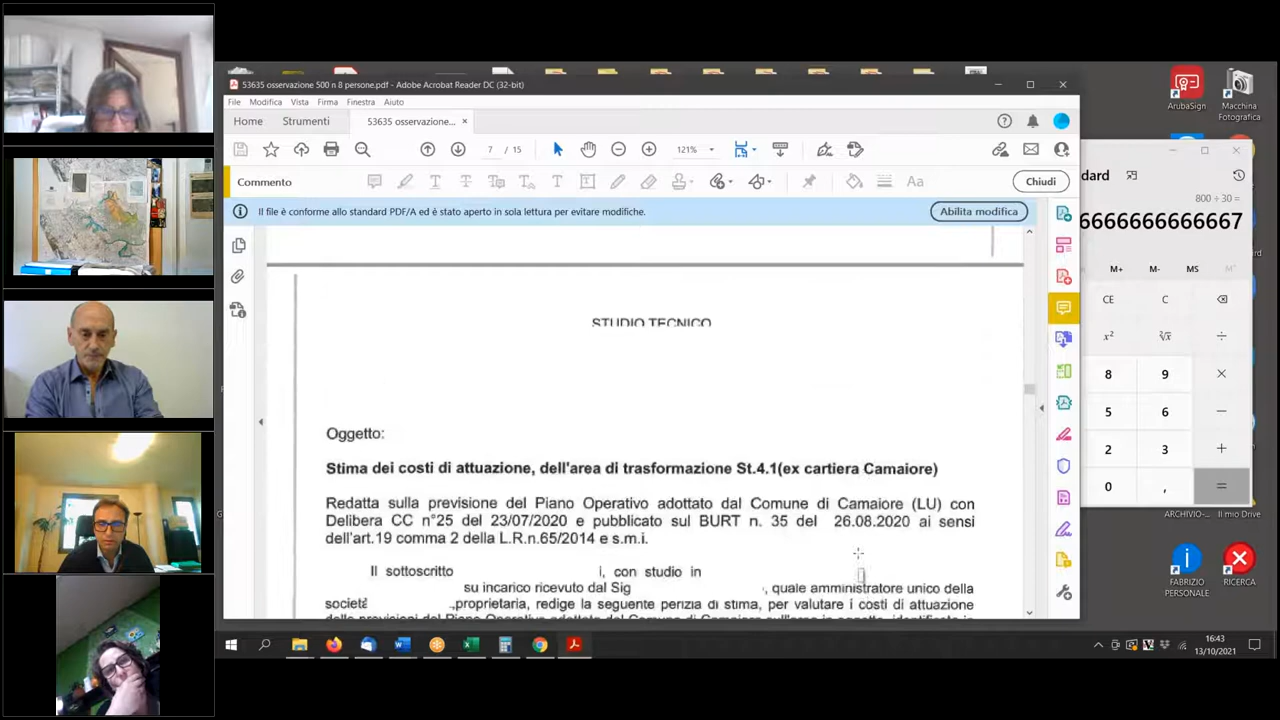 53635 osservazione 500 n 8 persone.pdf - Adobe Acrobat Reader DC (32-bit)
File Modifica Vista Firma Finestra Aiuto
Home Strumenti 53635 osservazione... ×
7 / 15 121%
Commento Chiudi
Il file è conforme allo standard PDF/A ed è stato aperto in sola lettura per evitare modifiche. Abilita modifica
STUDIO TECNICO
Oggetto:
Stima dei costi di attuazione, dell'area di trasformazione St.4.1(ex cartiera Camaiore)
Redatta sulla previsione del Piano Operativo adottato dal Comune di Camaiore (LU) con
Delibera CC n°25 del 23/07/2020 e pubblicato sul BURT n. 35 del 26.08.2020 ai sensi
dell'art.19 comma 2 della L.R.n.65/2014 e s.m.i.
Il sottoscritto i, con studio in
su incarico ricevuto dal Sig , quale amministratore unico della
società ,proprietaria, redige la seguente perizia di stima, per valutare i costi di attuazione
ArubaSign
Macchina
Fotografica
dard
800 ÷ 30 =
6666666666667
M+ M- MS
CE C
x² ²√x ÷
8 9 ×
5 6 −
2 3 +
0 , =
ARCHIVIO-... Il mio Drive
FABRIZIO
PERSONALE
RICERCA
16:43
13/10/2021